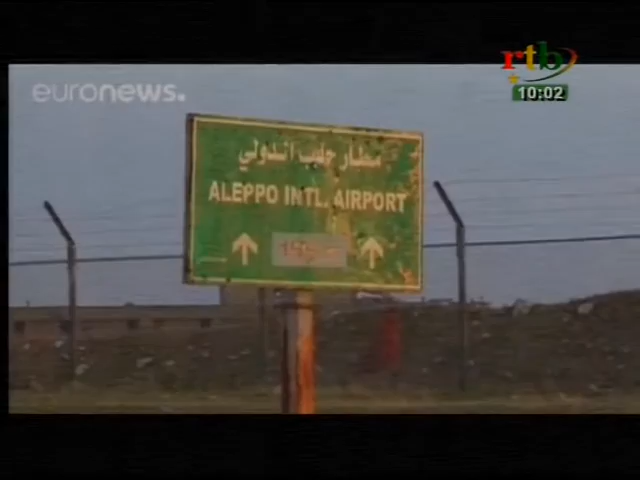 rtb
euronews.
10:02
مطار حلب الدولي
ALEPPO INTL. AIRPORT